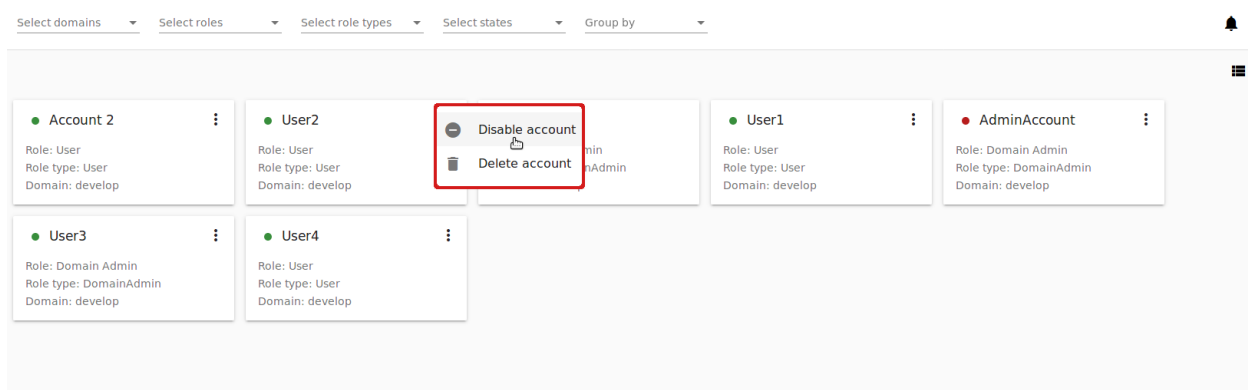 Select domains
Select roles
Select role types
Select states
Group by
Account 2
Role: User
Role type: User
Domain: develop
User2
Role: User
Role type: User
Domain: develop
Disable account
Delete account
User1
Role: User
Role type: User
Domain: develop
AdminAccount
Role: Domain Admin
Role type: DomainAdmin
Domain: develop
User3
Role: Domain Admin
Role type: DomainAdmin
Domain: develop
User4
Role: User
Role type: User
Domain: develop